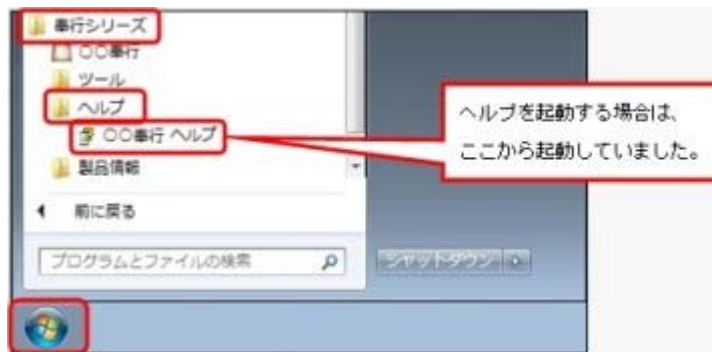 奉行シリーズ
〇〇奉行
ツール
ヘルプ
〇〇奉行 ヘルプ
製品情報
前に戻る
プログラムとファイルの検索
シャットダウン
ヘルプを起動する場合は、
ここから起動していました。